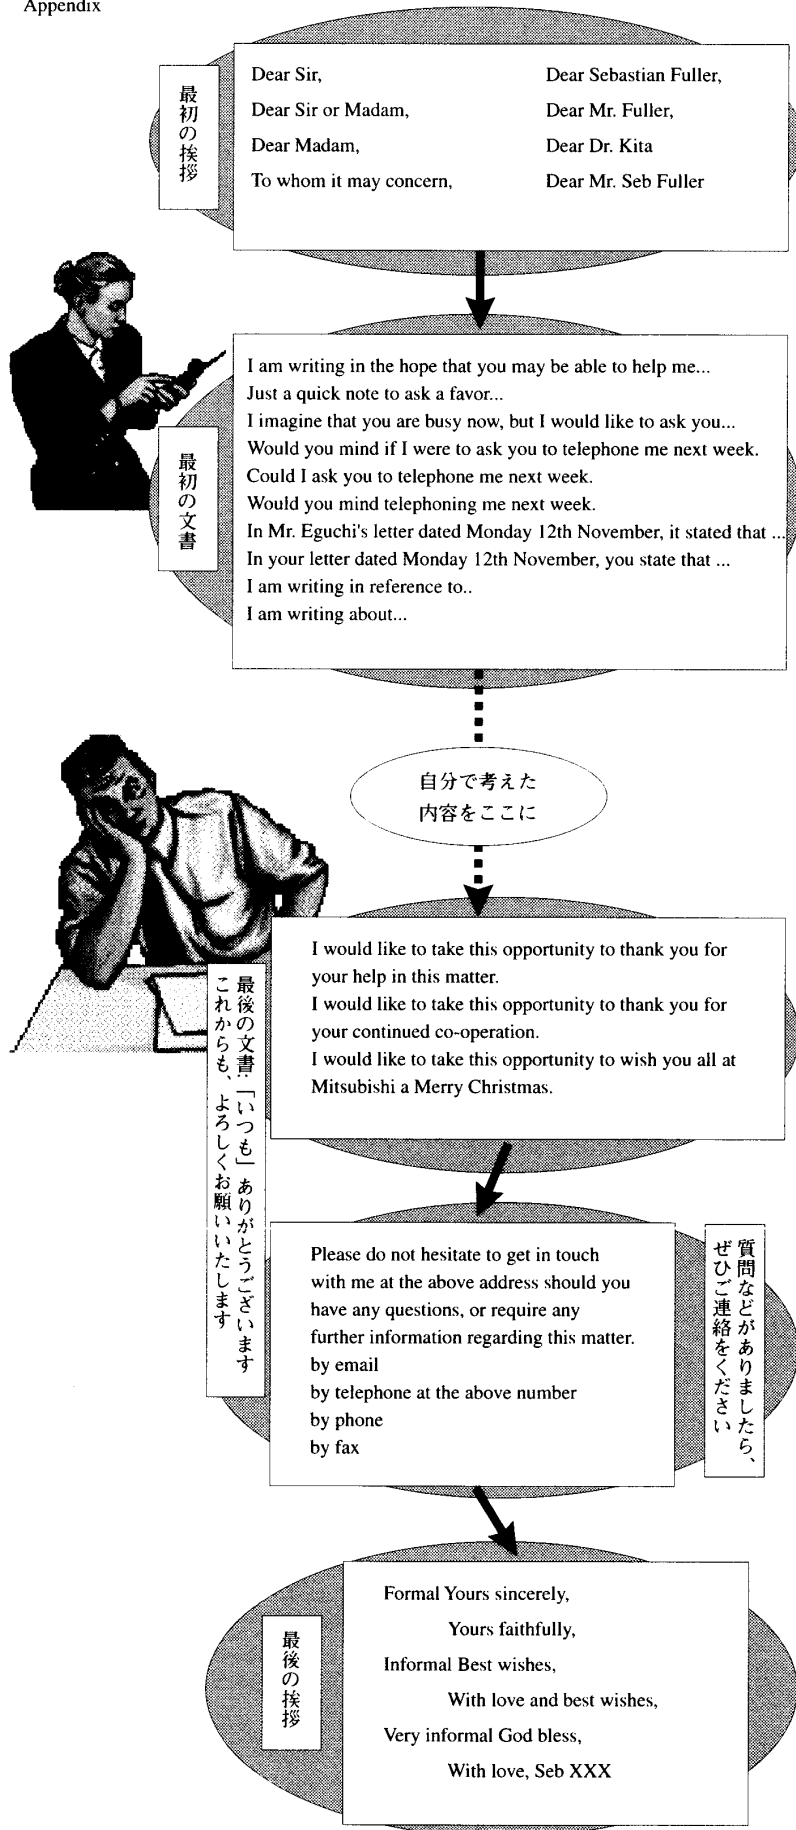 Appendix
最初の挨拶
Dear Sir,
Dear Sir or Madam,
Dear Madam,
To whom it may concern,
Dear Sebastian Fuller,
Dear Mr. Fuller,
Dear Dr. Kita
Dear Mr. Seb Fuller
最初の文書
I am writing in the hope that you may be able to help me...
Just a quick note to ask a favor...
I imagine that you are busy now, but I would like to ask you...
Would you mind if I were to ask you to telephone me next week.
Could I ask you to telephone me next week.
Would you mind telephoning me next week.
In Mr. Eguchi's letter dated Monday 12th November, it stated that ...
In your letter dated Monday 12th November, you state that ...
I am writing in reference to..
I am writing about...
自分で考えた
内容をここに
最後の文書:「いつも」ありがとうございます
これからも、よろしくお願いいたします
I would like to take this opportunity to thank you for
your help in this matter.
I would like to take this opportunity to thank you for
your continued co-operation.
I would like to take this opportunity to wish you all at
Mitsubishi a Merry Christmas.
質問などがありましたら、
ぜひご連絡をください
Please do not hesitate to get in touch
with me at the above address should you
have any questions, or require any
further information regarding this matter.
by email
by telephone at the above number
by phone
by fax
最後の挨拶
Formal Yours sincerely,
Yours faithfully,
Informal Best wishes,
With love and best wishes,
Very informal God bless,
With love, Seb XXX